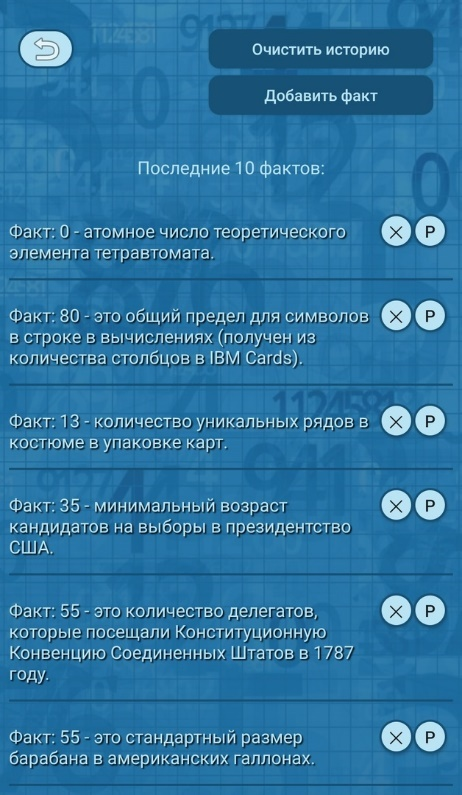 Очистить историю
Добавить факт
Последние 10 фактов:
Факт: 0 - атомное число теоретического
элемента тетравтомата.
X P
Факт: 80 - это общий предел для символов
в строке в вычислениях (получен из
количества столбцов в IBM Cards).
X P
Факт: 13 - количество уникальных рядов в
костюме в упаковке карт.
X P
Факт: 35 - минимальный возраст
кандидатов на выборы в президентство
США.
X P
Факт: 55 - это количество делегатов,
которые посещали Конституционную
Конвенцию Соединенных Штатов в 1787
году.
X P
Факт: 55 - это стандартный размер
барабана в американских галлонах.
X P
1124581